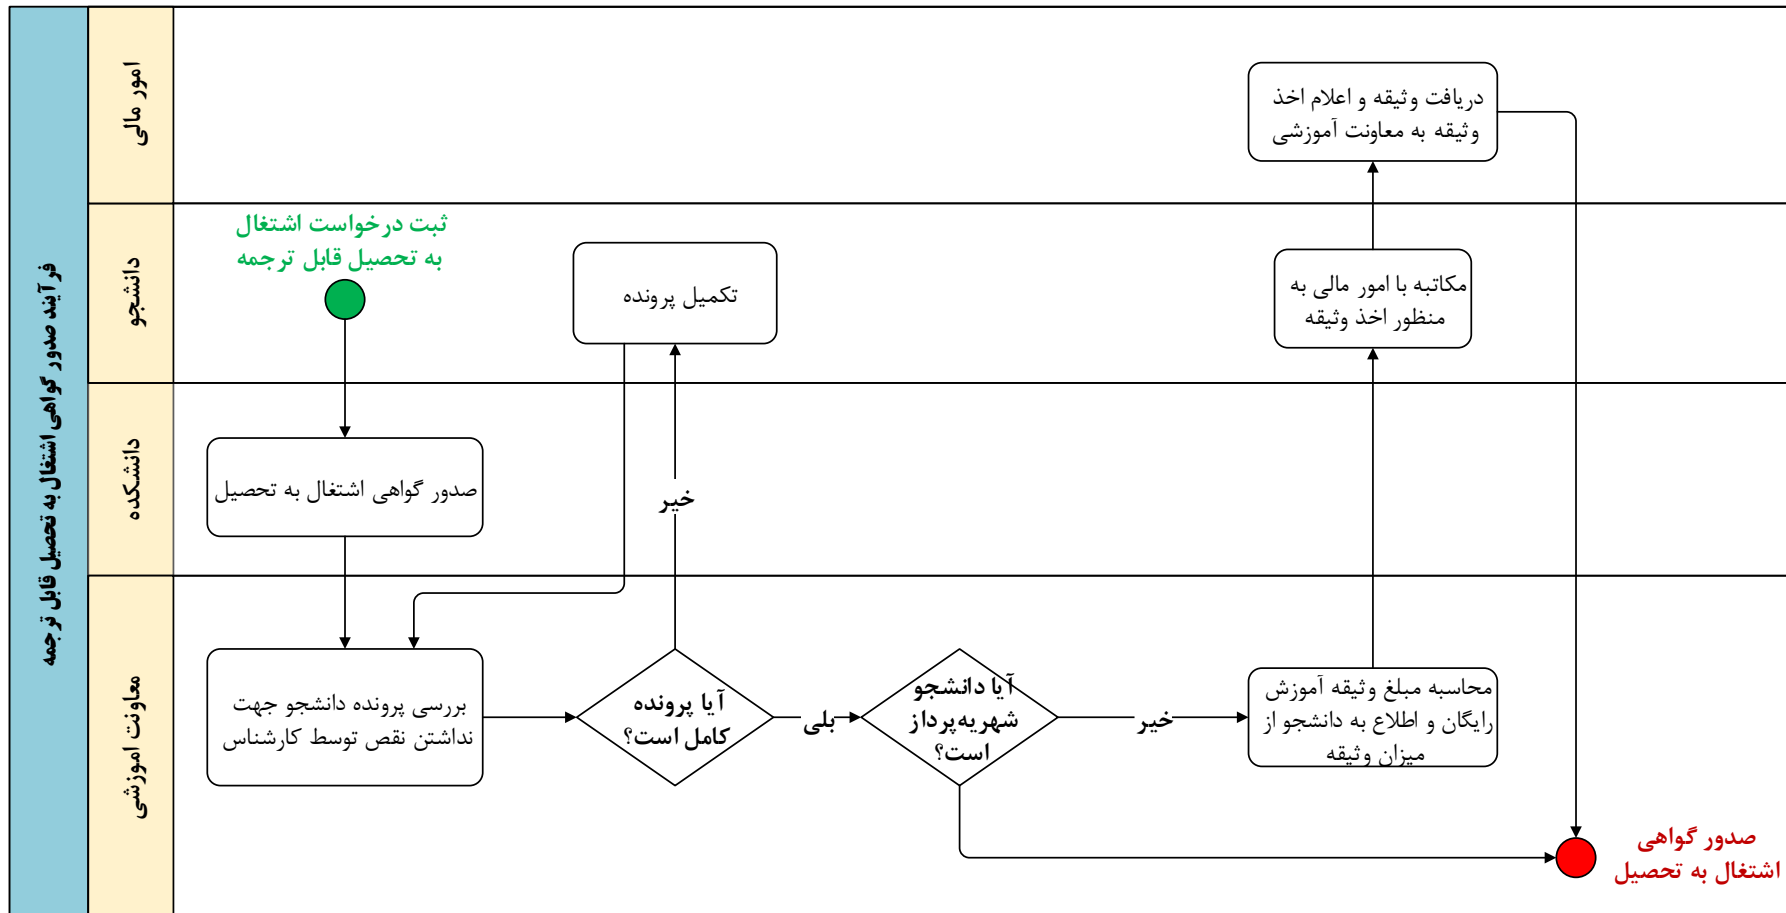 فرآیند صدور گواهی اشتغال به تحصیل قابل ترجمه
امور مالی
دریافت وثیقه و اعلام اخذ
وثیقه به معاونت آموزشی
دانشجو
ثبت درخواست اشتغال
به تحصیل قابل ترجمه
تکمیل پرونده
مکاتبه با امور مالی به
منظور اخذ وثیقه
دانشکده
صدور گواهی اشتغال به تحصیل
خیر
معاونت اموزشی
بررسی پرونده دانشجو جهت
نداشتن نقص توسط کارشناس
آیا پرونده
کامل است؟
بلی
آیا دانشجو
شهریه‌پرداز
است؟
خیر
محاسبه مبلغ وثیقه آموزش
رایگان و اطلاع به دانشجو از
میزان وثیقه
صدور گواهی
اشتغال به تحصیل